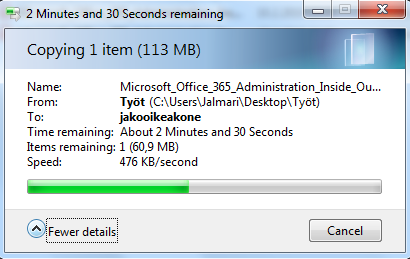 2 Minutes and 30 Seconds remaining
Copying 1 item (113 MB)
Name: Microsoft_Office_365_Administration_Inside_Ou...
From: Työt (C:\Users\Jalmari\Desktop\Työt)
To: jakooikeakone
Time remaining: About 2 Minutes and 30 Seconds
Items remaining: 1 (60,9 MB)
Speed: 476 KB/second
Fewer details
Cancel